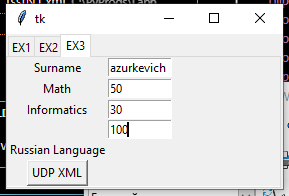 tk
EX1 EX2 EX3
Surname azurkevich
Math 50
Informatics 30
100
Russian Language
UDP XML